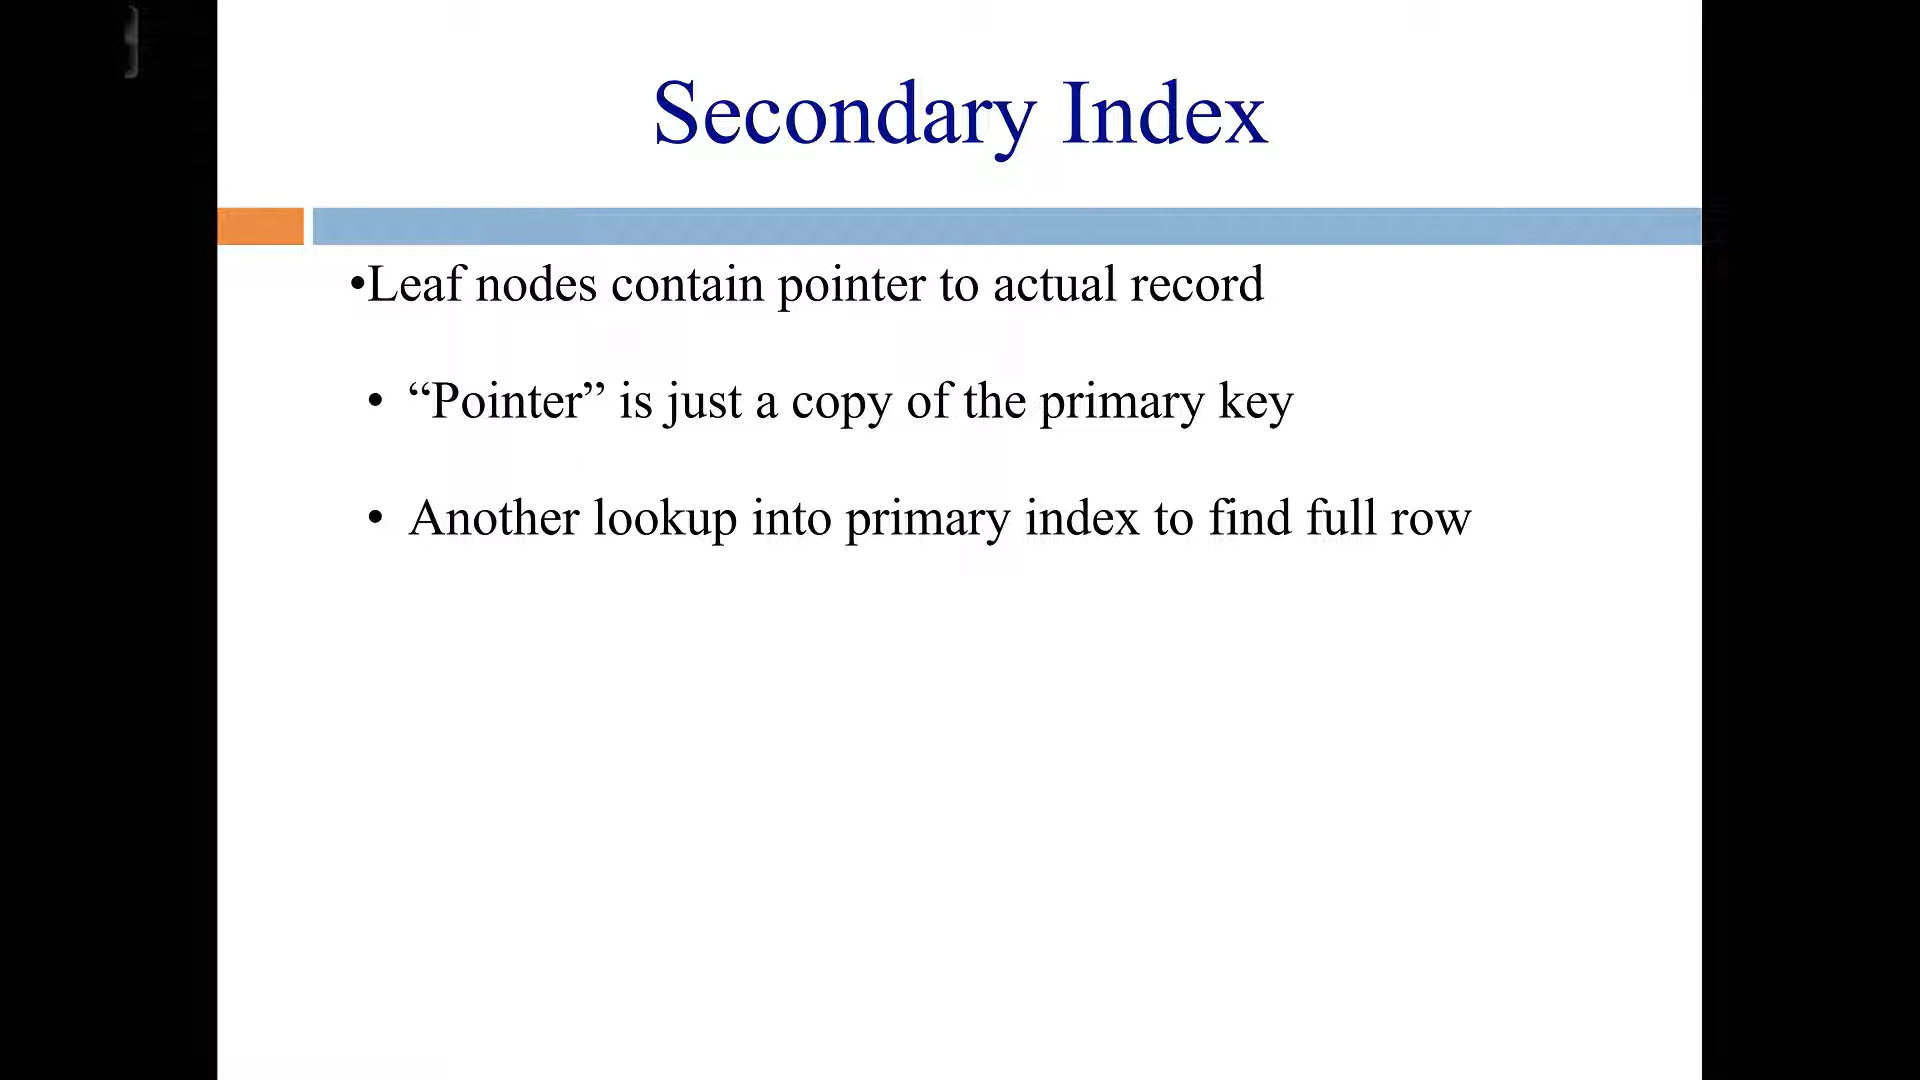 Secondary Index
•Leaf nodes contain pointer to actual record
• “Pointer” is just a copy of the primary key
• Another lookup into primary index to find full row